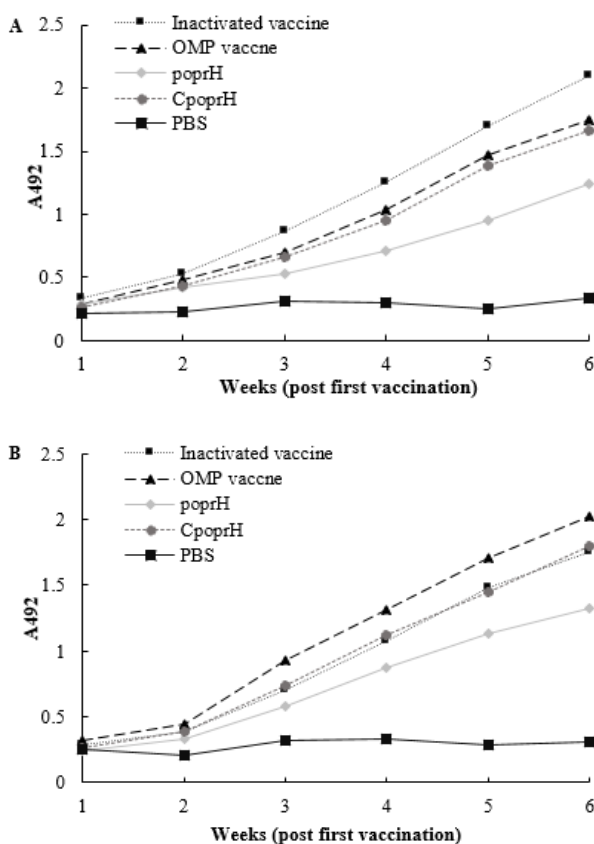 A
Inactivated vaccine
OMP vaccne
poprH
CpoprH
PBS
A492
2.5
2
1.5
1
0.5
0
1 2 3 4 5 6
Weeks (post first vaccination)
B
Inactivated vaccine
OMP vaccne
poprH
CpoprH
PBS
A492
2.5
2
1.5
1
0.5
0
1 2 3 4 5 6
Weeks (post first vaccination)